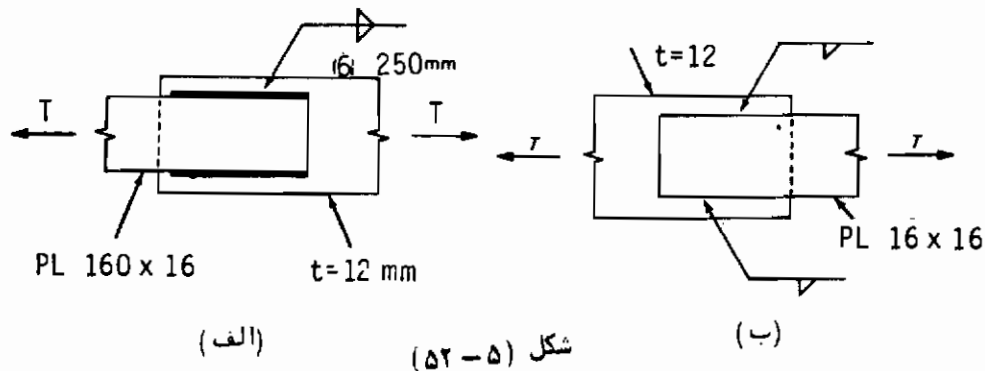 (6) 250mm
T
T
PL 160 x 16
t=12 mm
(الف)
t=12
T
T
PL 16 x 16
(ب)
شکل (۵ – ۵۲)